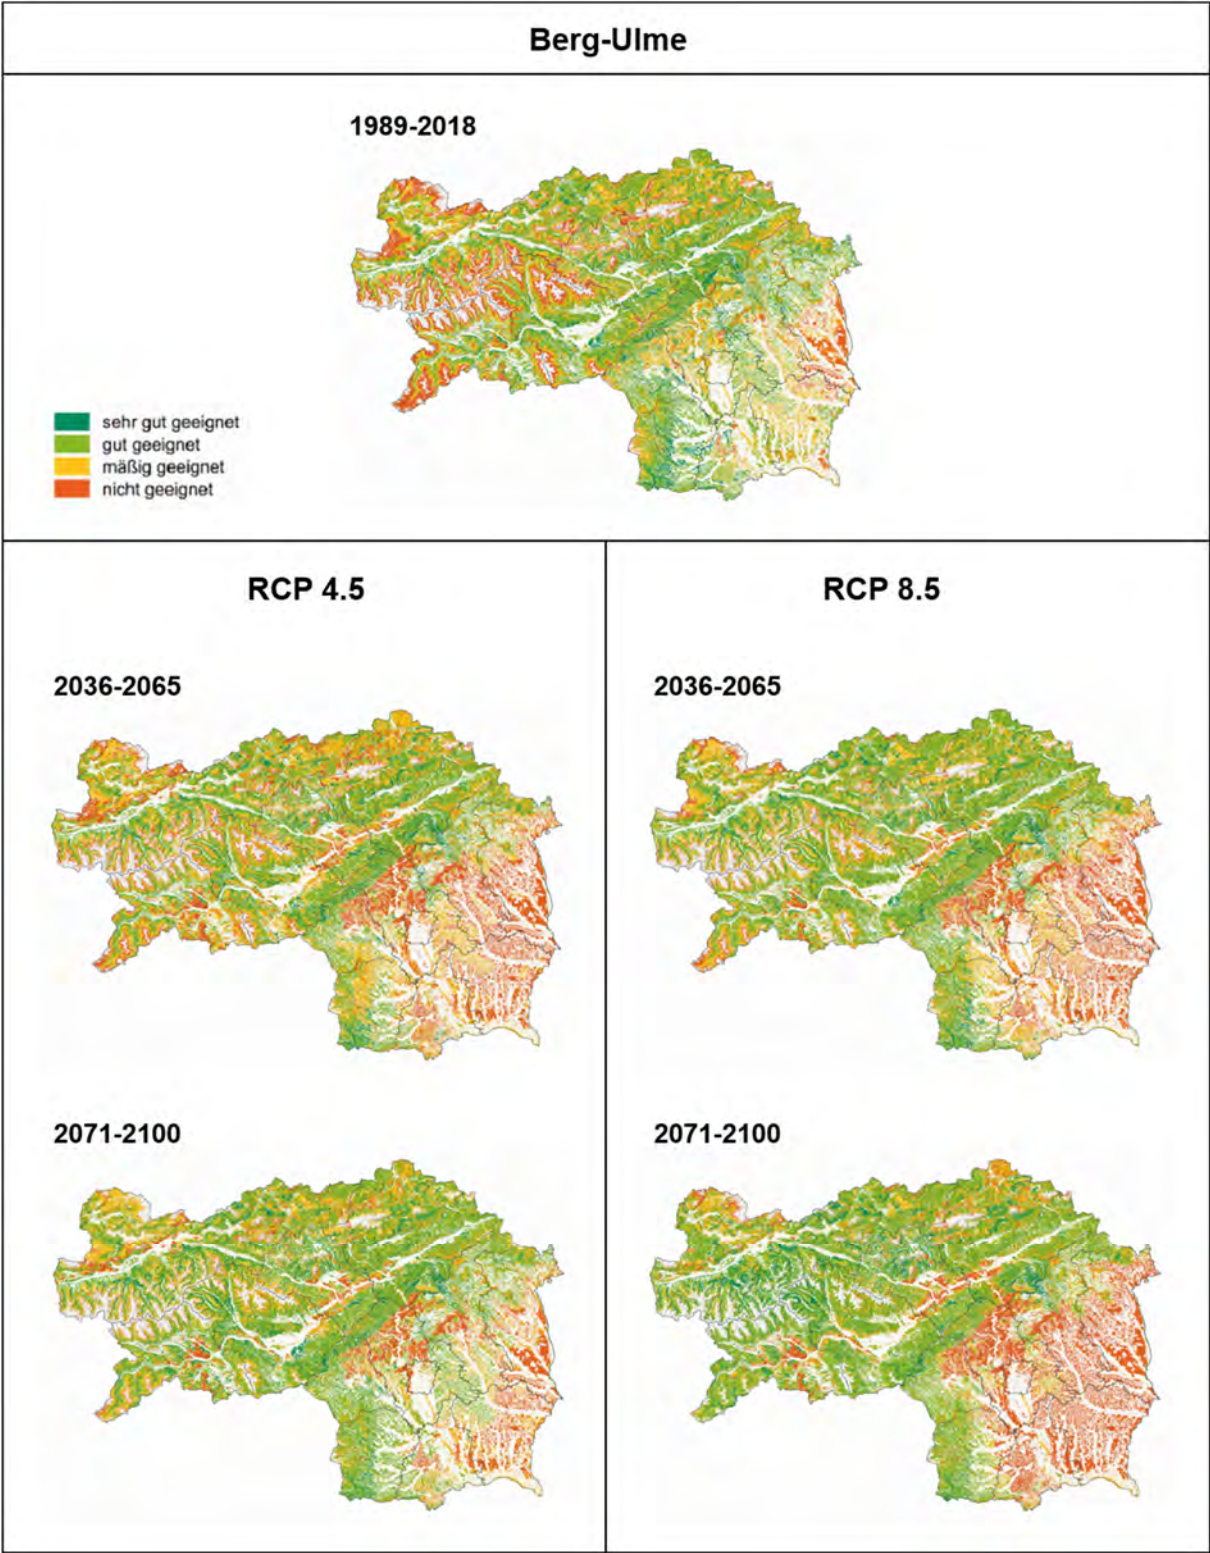 Berg-Ulme
1989-2018
sehr gut geeignet
gut geeignet
mäßig geeignet
nicht geeignet
RCP 4.5
RCP 8.5
2036-2065
2036-2065
2071-2100
2071-2100